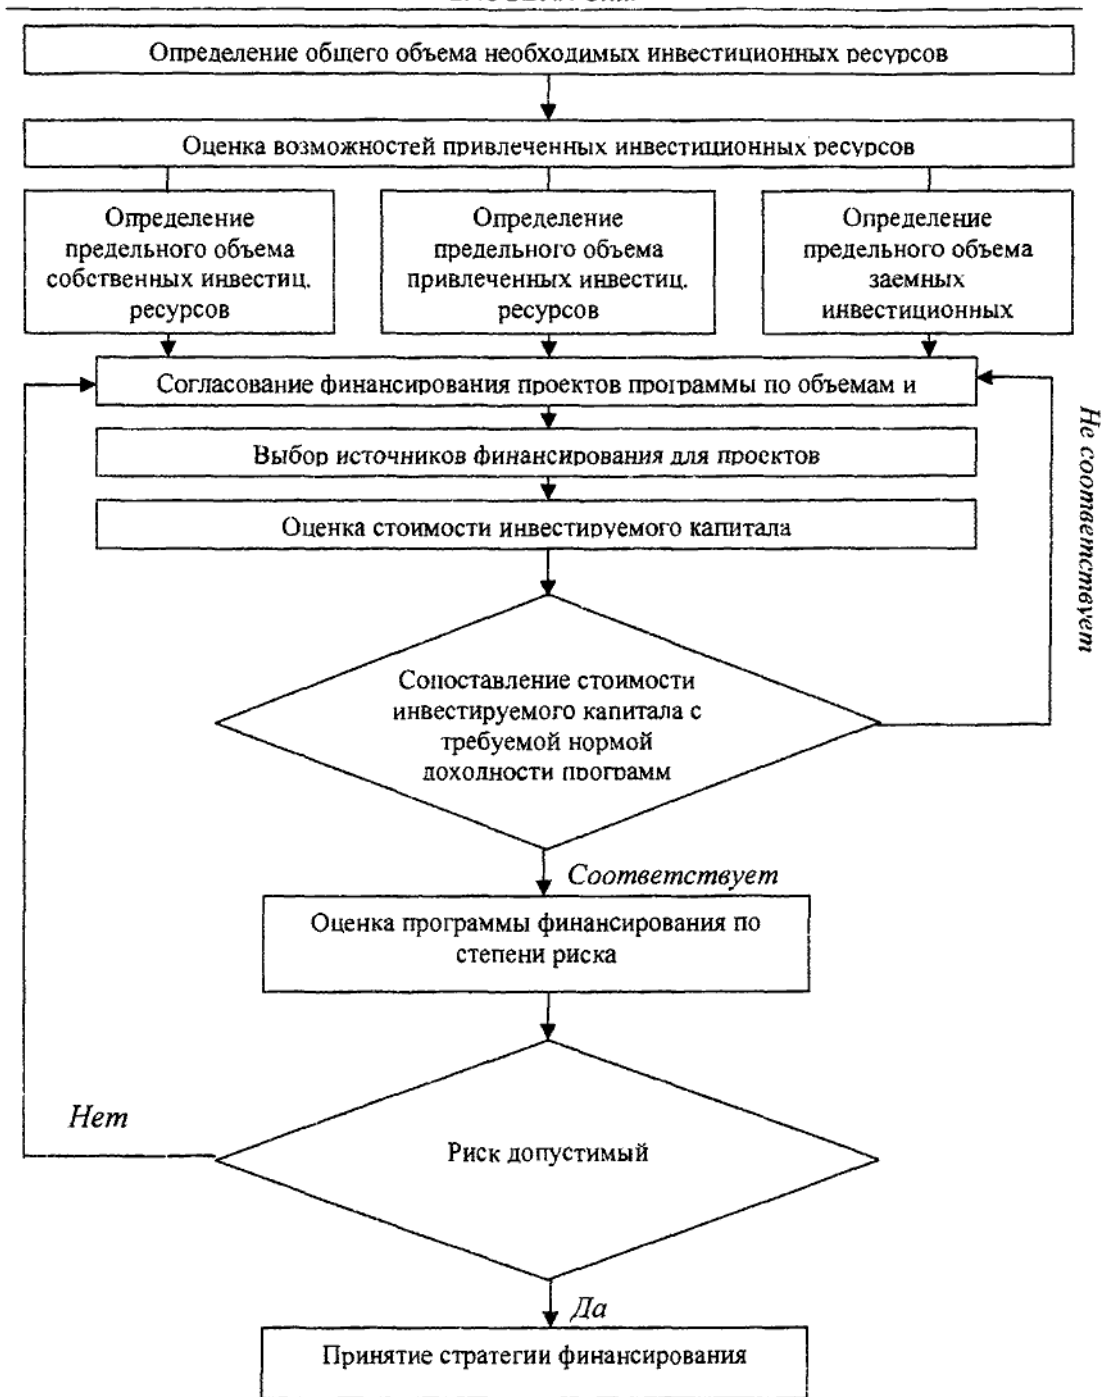 Определение общего объема необходимых инвестиционных ресурсов
Оценка возможностей привлеченных инвестиционных ресурсов
Определение
предельного объема
собственных инвестиц.
ресурсов
Определение
предельного объема
привлеченных инвестиц.
ресурсов
Определение
предельного объема
заемных
инвестиционных
Согласование финансирования проектов программы по объемам и
Выбор источников финансирования для проектов
Оценка стоимости инвестируемого капитала
Не соответствует
Сопоставление стоимости
инвестируемого капитала с
требуемой нормой
доходности программ
Соответствует
Оценка программы финансирования по
степени риска
Нет
Риск допустимый
Да
Принятие стратегии финансирования